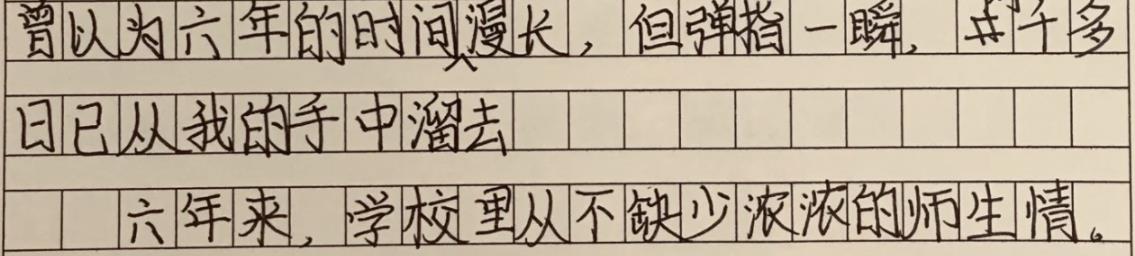 曾以为六年的时间漫长，但弹指一瞬，千多
日已从我的手中溜去
六年来，学校里从不缺少浓浓的师生情。